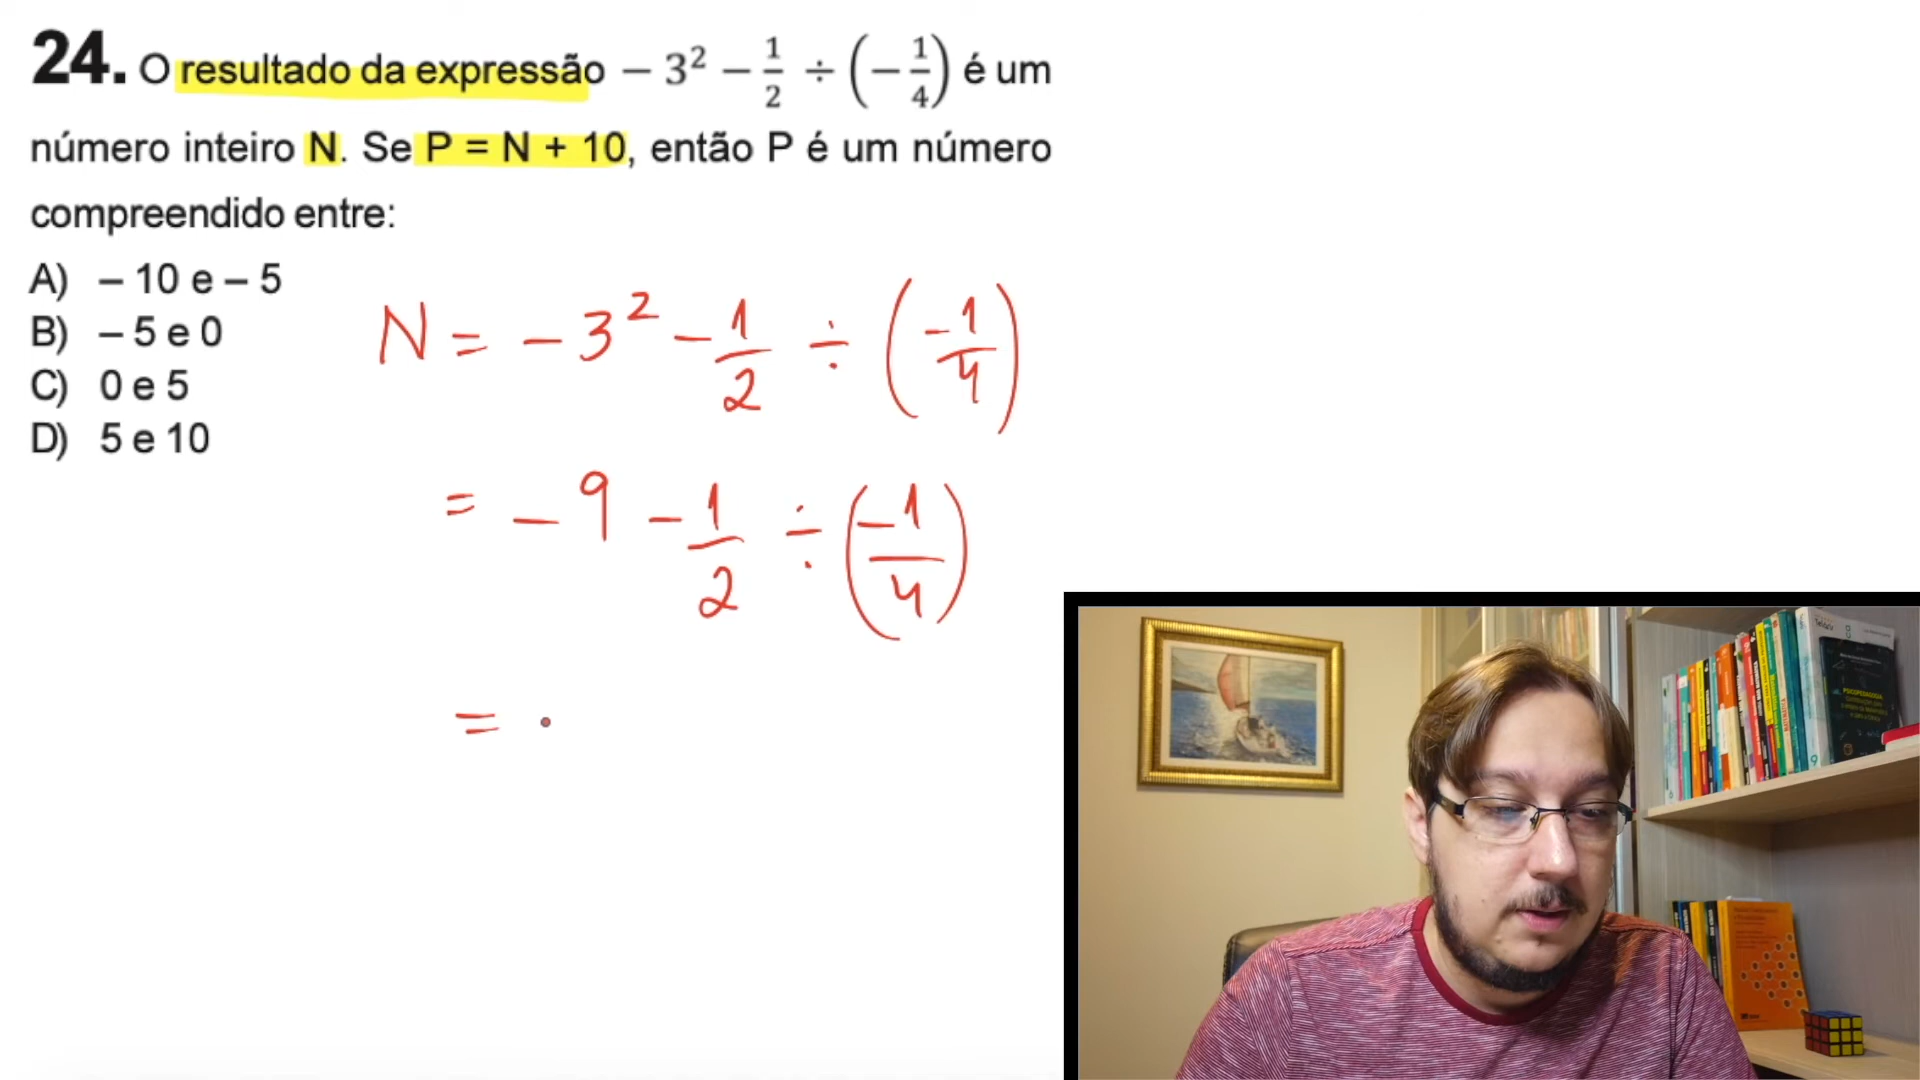 24. O resultado da expressão − 3² − 1/2 ÷ (− 1/4) é um
número inteiro N. Se P = N + 10, então P é um número
compreendido entre:
A) – 10 e – 5
B) – 5 e 0
C) 0 e 5
D) 5 e 10
N = − 3² − 1/2 ÷ (−1/4)
= − 9 − 1/2 ÷ (−1/4)
=
PSICOPEDAGOGIA